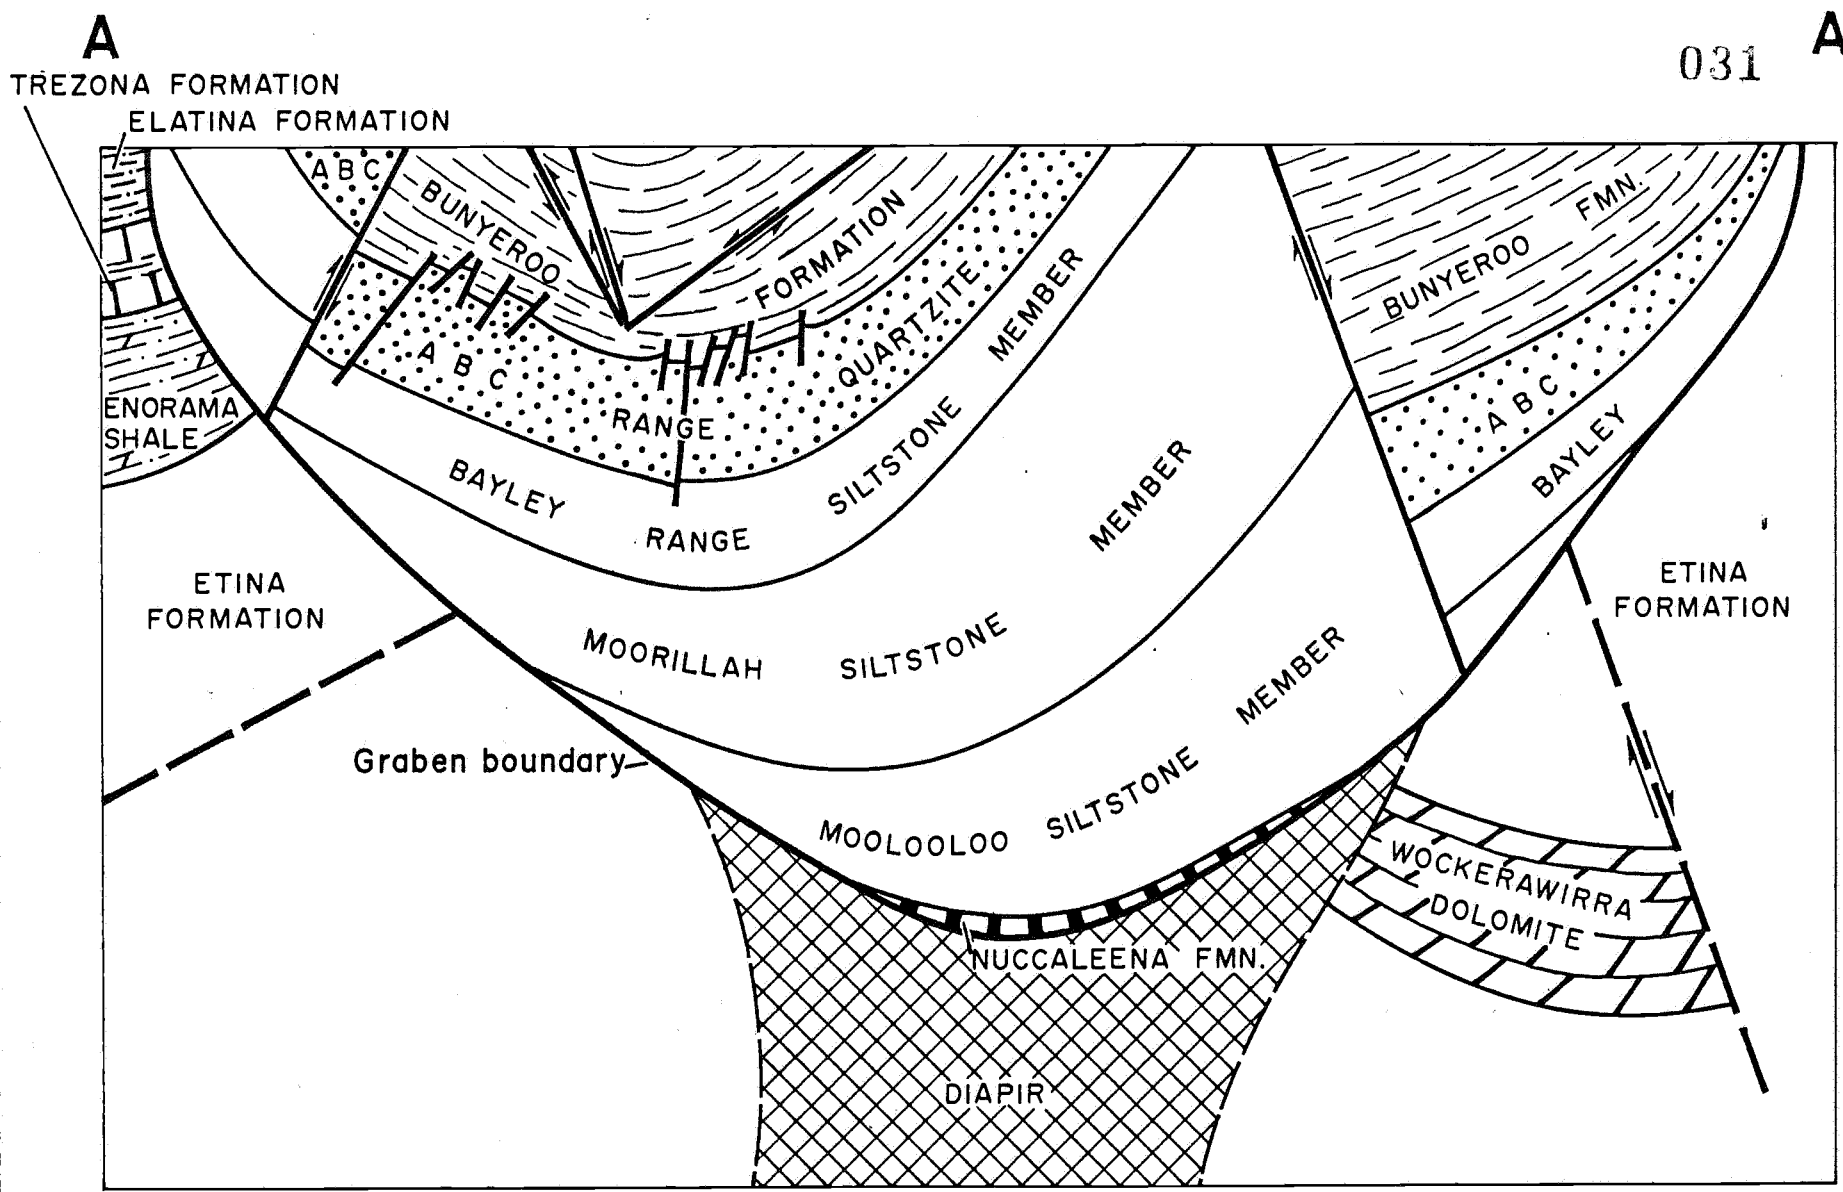 A
A
031
TREZONA FORMATION
ELATINA FORMATION
A B C
BUNYEROO
FORMATION
BUNYEROO
FMN.
A B C
RANGE
QUARTZITE
MEMBER
A B C
ENORAMA
SHALE
BAYLEY
RANGE
SILTSTONE
MEMBER
BAYLEY
ETINA
FORMATION
ETINA
FORMATION
MOORILLAH
SILTSTONE
MEMBER
Graben boundary
MOOLOOLOO
SILTSTONE
WOCKERAWIRRA
DOLOMITE
NUCCALEENA FMN.
DIAPIR